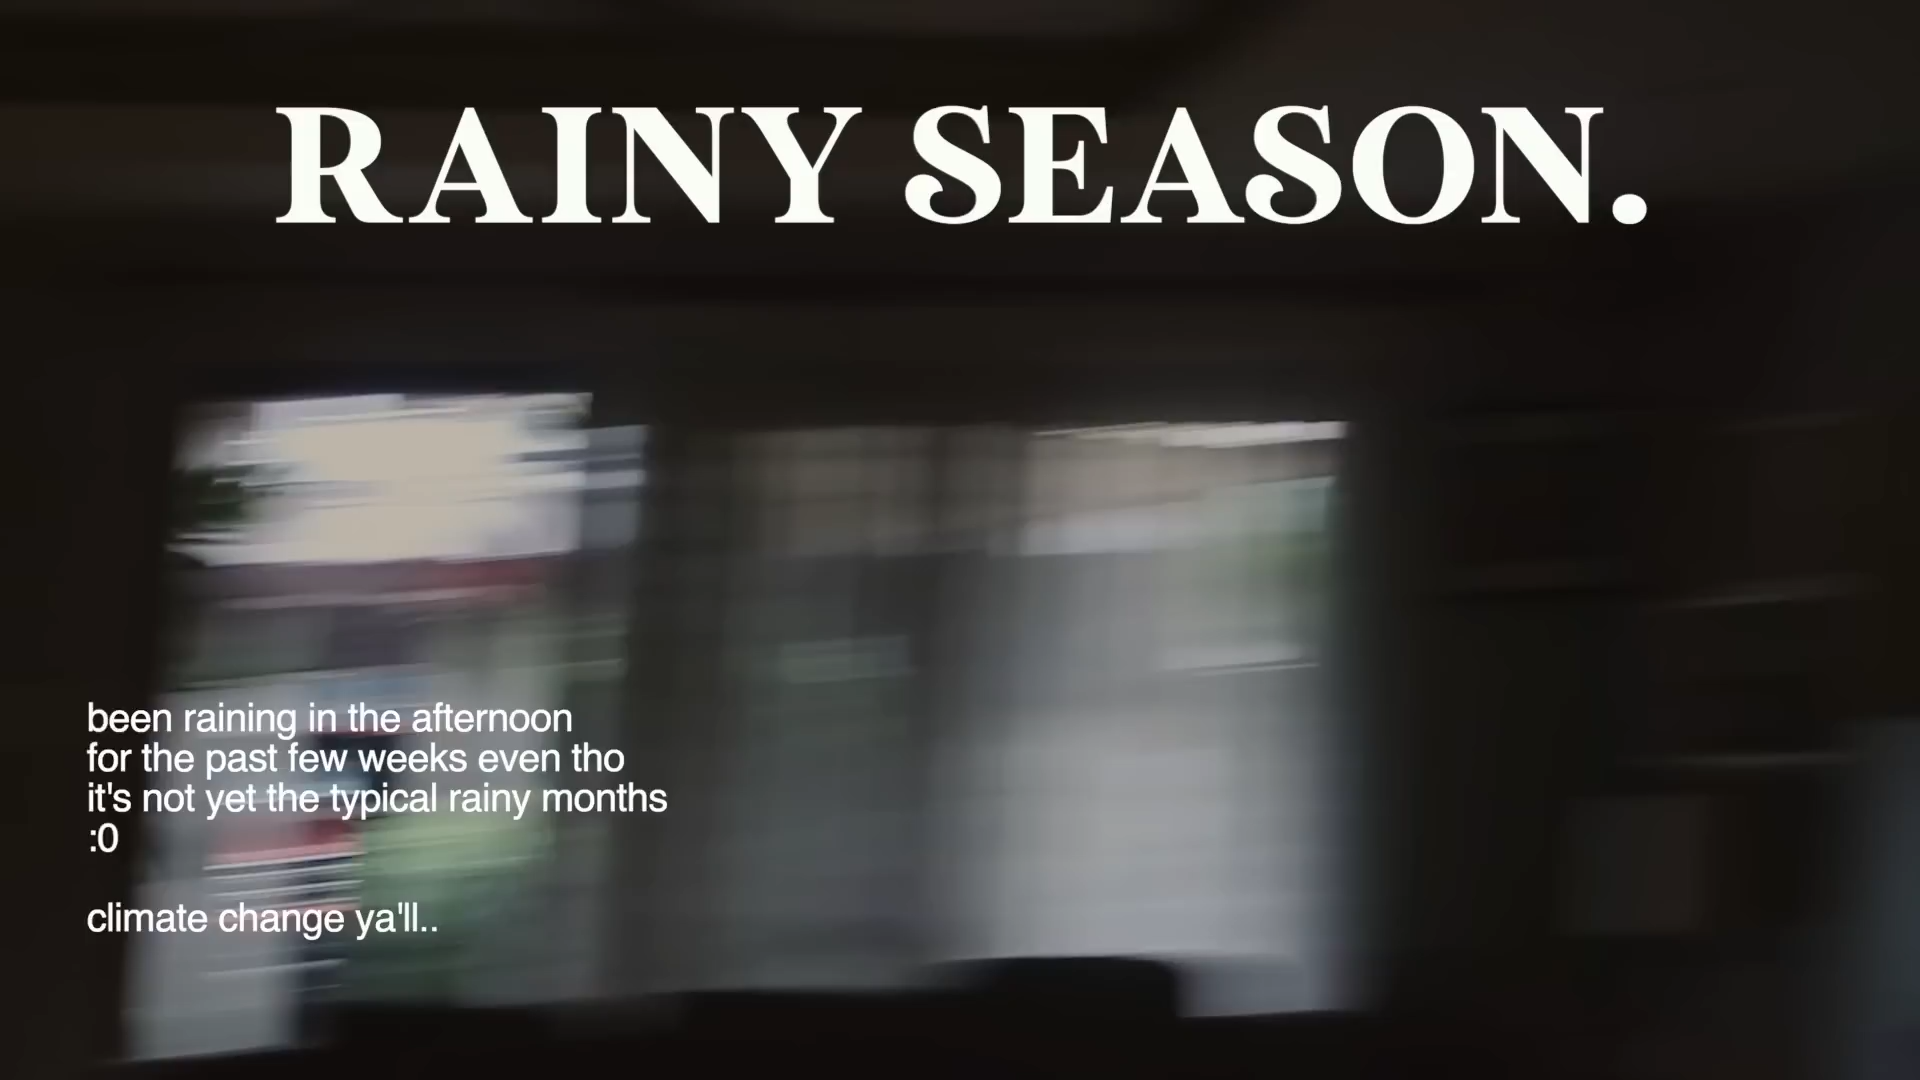 RAINY SEASON.
been raining in the afternoon
for the past few weeks even tho
it's not yet the typical rainy months
:0
climate change ya'll..